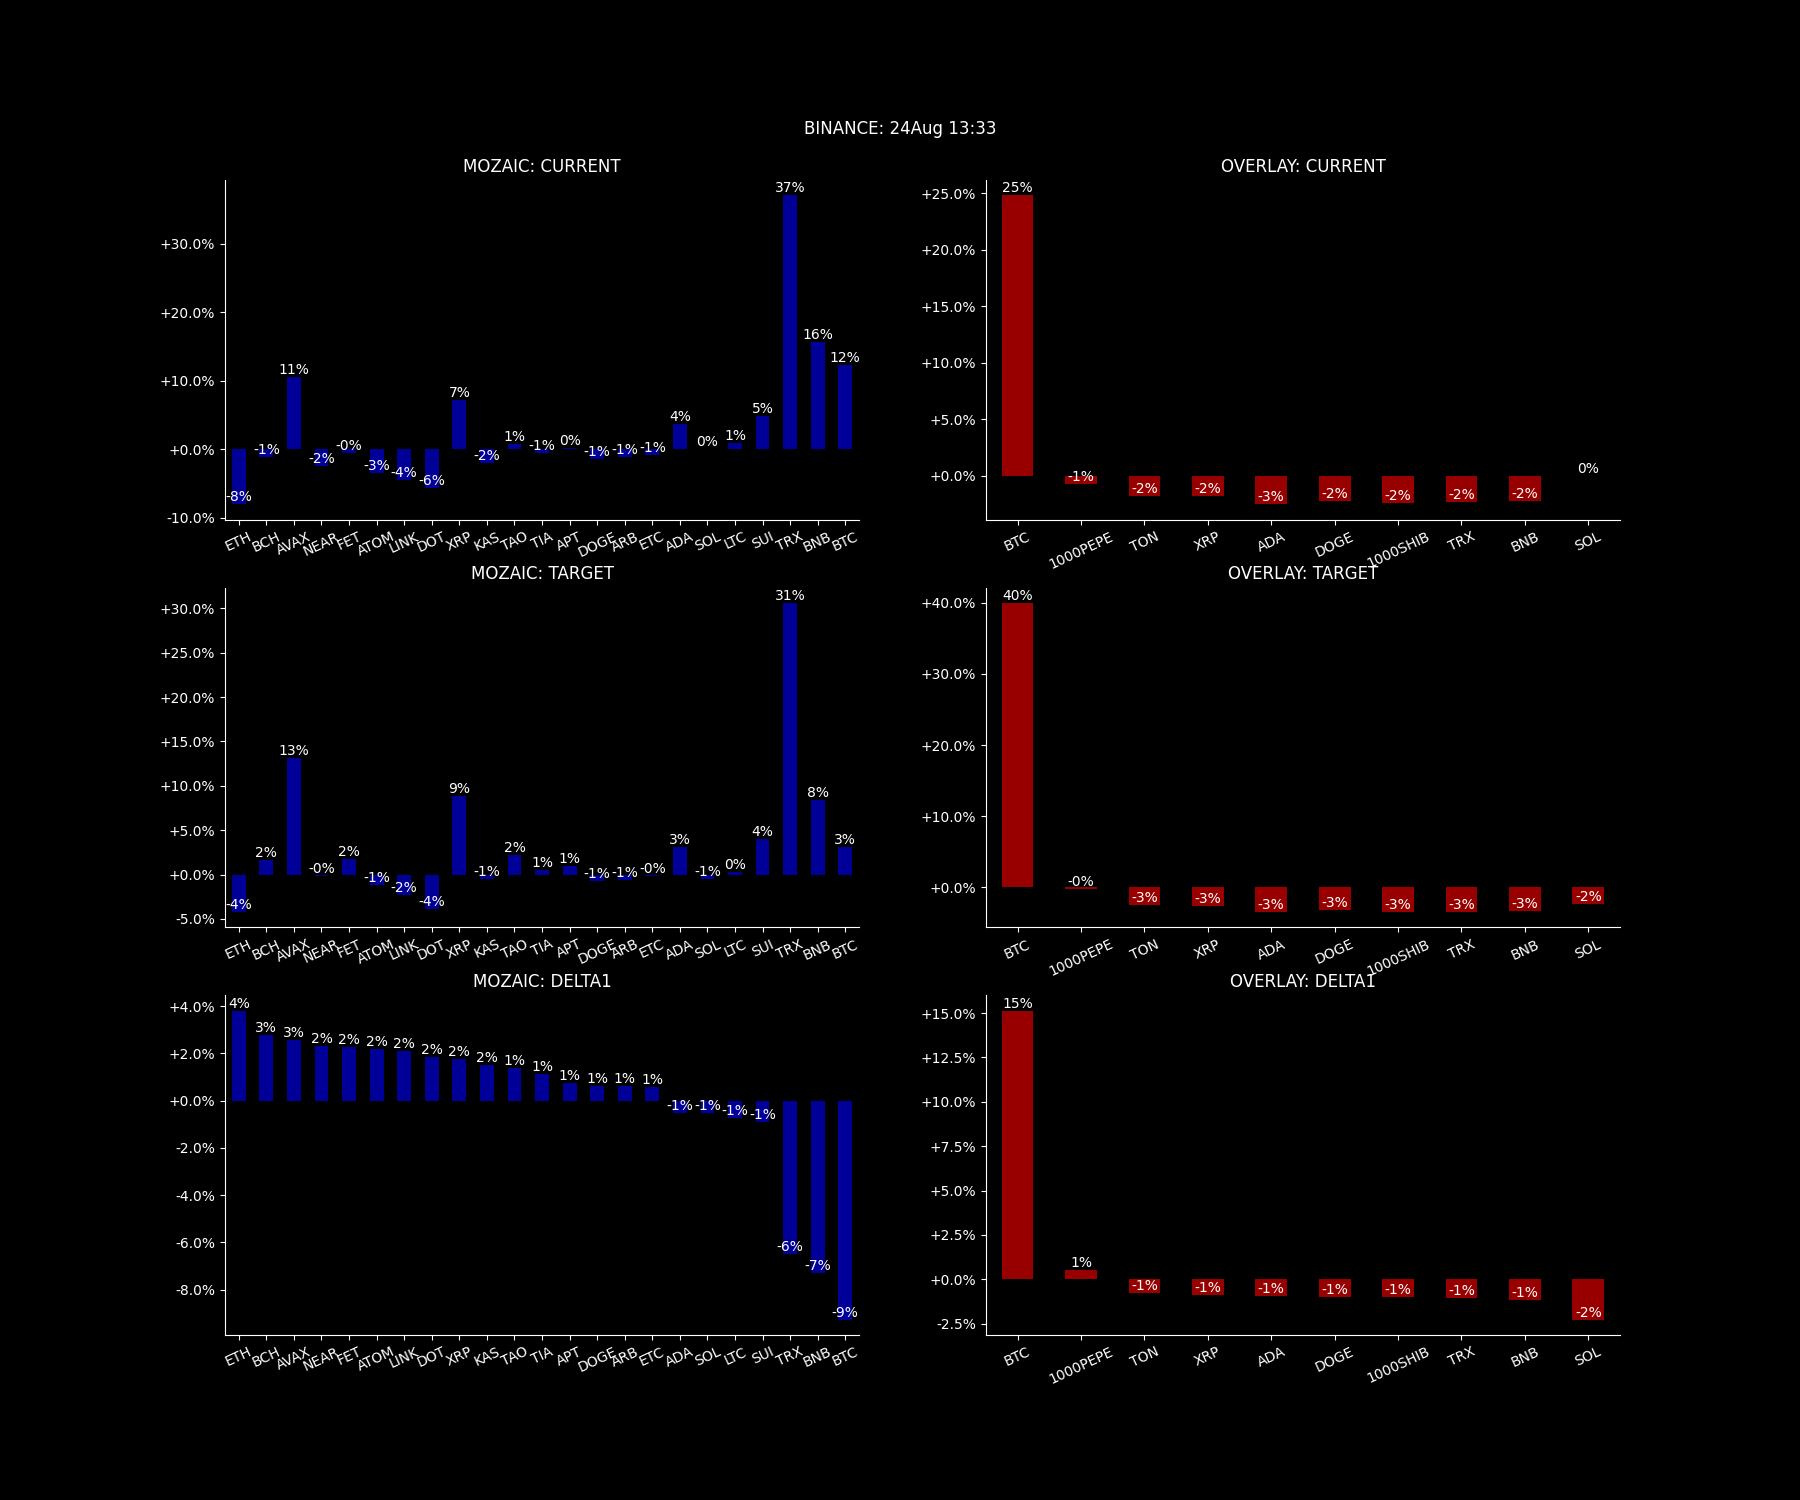 BINANCE: 24Aug 13:33
MOZAIC: CURRENT
+30.0%
+20.0%
+10.0%
+0.0%
-10.0%
-8% -1% 11% -2% -0% -3% -4% -6% 7% -2% 1% -1% 0% -1% -1% -1% 4% 0% 1% 5% 37% 16% 12%
ETH BCH AVAX NEAR FET ATOM LINK DOT XRP KAS TAO TIA APT DOGE ARB ETC ADA SOL LTC SUI TRX BNB BTC
OVERLAY: CURRENT
+25.0%
+20.0%
+15.0%
+10.0%
+5.0%
+0.0%
25% -1% -2% -2% -3% -2% -2% -2% -2% 0%
BTC 1000PEPE TON XRP ADA DOGE 1000SHIB TRX BNB SOL
MOZAIC: TARGET
+30.0%
+25.0%
+20.0%
+15.0%
+10.0%
+5.0%
+0.0%
-5.0%
-4% 2% 13% -0% 2% -1% -2% -4% 9% -1% 2% 1% 1% -1% -1% -0% 3% -1% 0% 4% 31% 8% 3%
ETH BCH AVAX NEAR FET ATOM LINK DOT XRP KAS TAO TIA APT DOGE ARB ETC ADA SOL LTC SUI TRX BNB BTC
OVERLAY: TARGET
+40.0%
+30.0%
+20.0%
+10.0%
+0.0%
40% -0% -3% -3% -3% -3% -3% -3% -3% -2%
BTC 1000PEPE TON XRP ADA DOGE 1000SHIB TRX BNB SOL
MOZAIC: DELTA1
+4.0%
+2.0%
+0.0%
-2.0%
-4.0%
-6.0%
-8.0%
4% 3% 3% 2% 2% 2% 2% 2% 2% 2% 1% 1% 1% 1% 1% 1% -1% -1% -1% -1% -6% -7% -9%
ETH BCH AVAX NEAR FET ATOM LINK DOT XRP KAS TAO TIA APT DOGE ARB ETC ADA SOL LTC SUI TRX BNB BTC
OVERLAY: DELTA1
+15.0%
+12.5%
+10.0%
+7.5%
+5.0%
+2.5%
+0.0%
-2.5%
15% 1% -1% -1% -1% -1% -1% -1% -1% -2%
BTC 1000PEPE TON XRP ADA DOGE 1000SHIB TRX BNB SOL